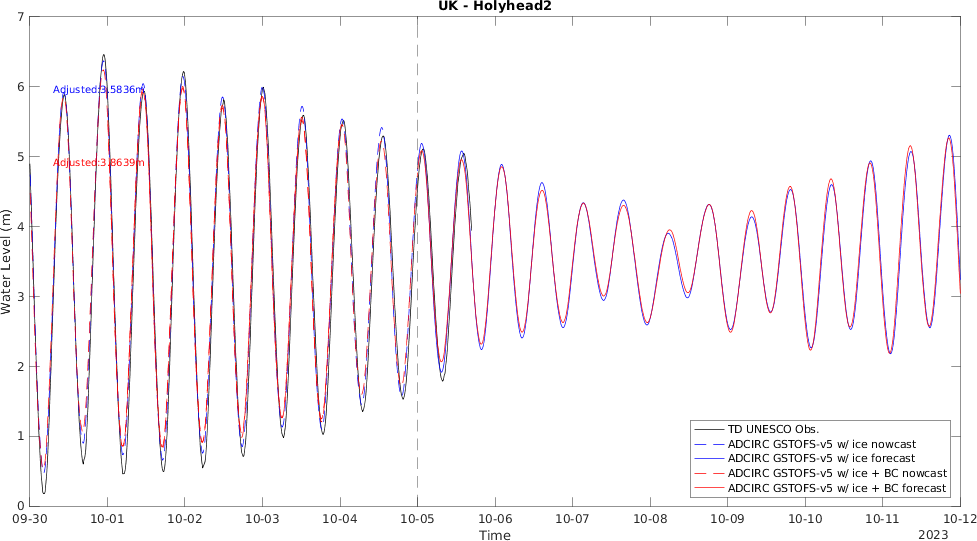 UK - Holyhead2
7
6
5
4
3
2
1
0
Water Level (m)
Adjusted:3.5836m
Adjusted:3.8639m
TD UNESCO Obs.
ADCIRC GSTOFS-v5 w/ ice nowcast
ADCIRC GSTOFS-v5 w/ ice forecast
ADCIRC GSTOFS-v5 w/ ice + BC nowcast
ADCIRC GSTOFS-v5 w/ ice + BC forecast
09-30 10-01 10-02 10-03 10-04 10-05 10-06 10-07 10-08 10-09 10-10 10-11 10-12
Time
2023